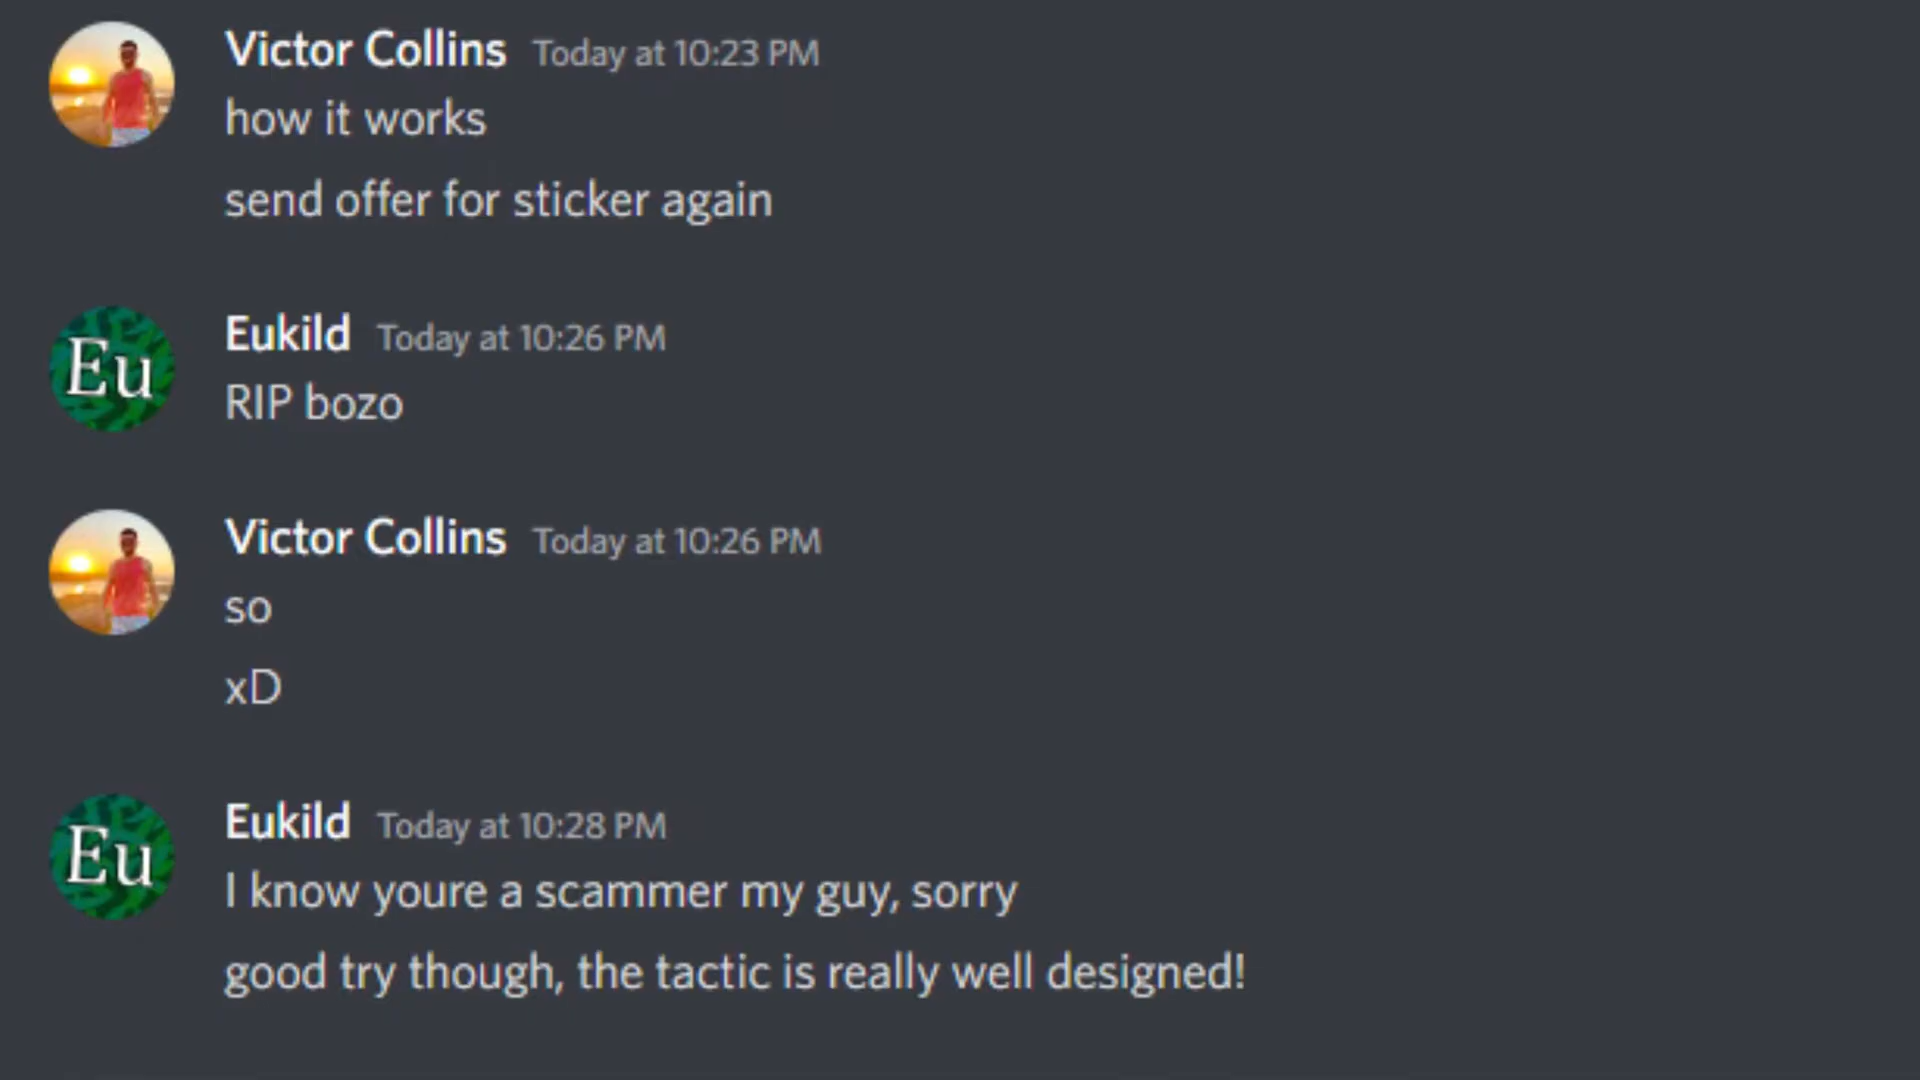 Victor Collins Today at 10:23 PM
how it works
send offer for sticker again
Eukild Today at 10:26 PM
Eu
RIP bozo
Victor Collins Today at 10:26 PM
so
xD
Eukild Today at 10:28 PM
Eu
I know youre a scammer my guy, sorry
good try though, the tactic is really well designed!